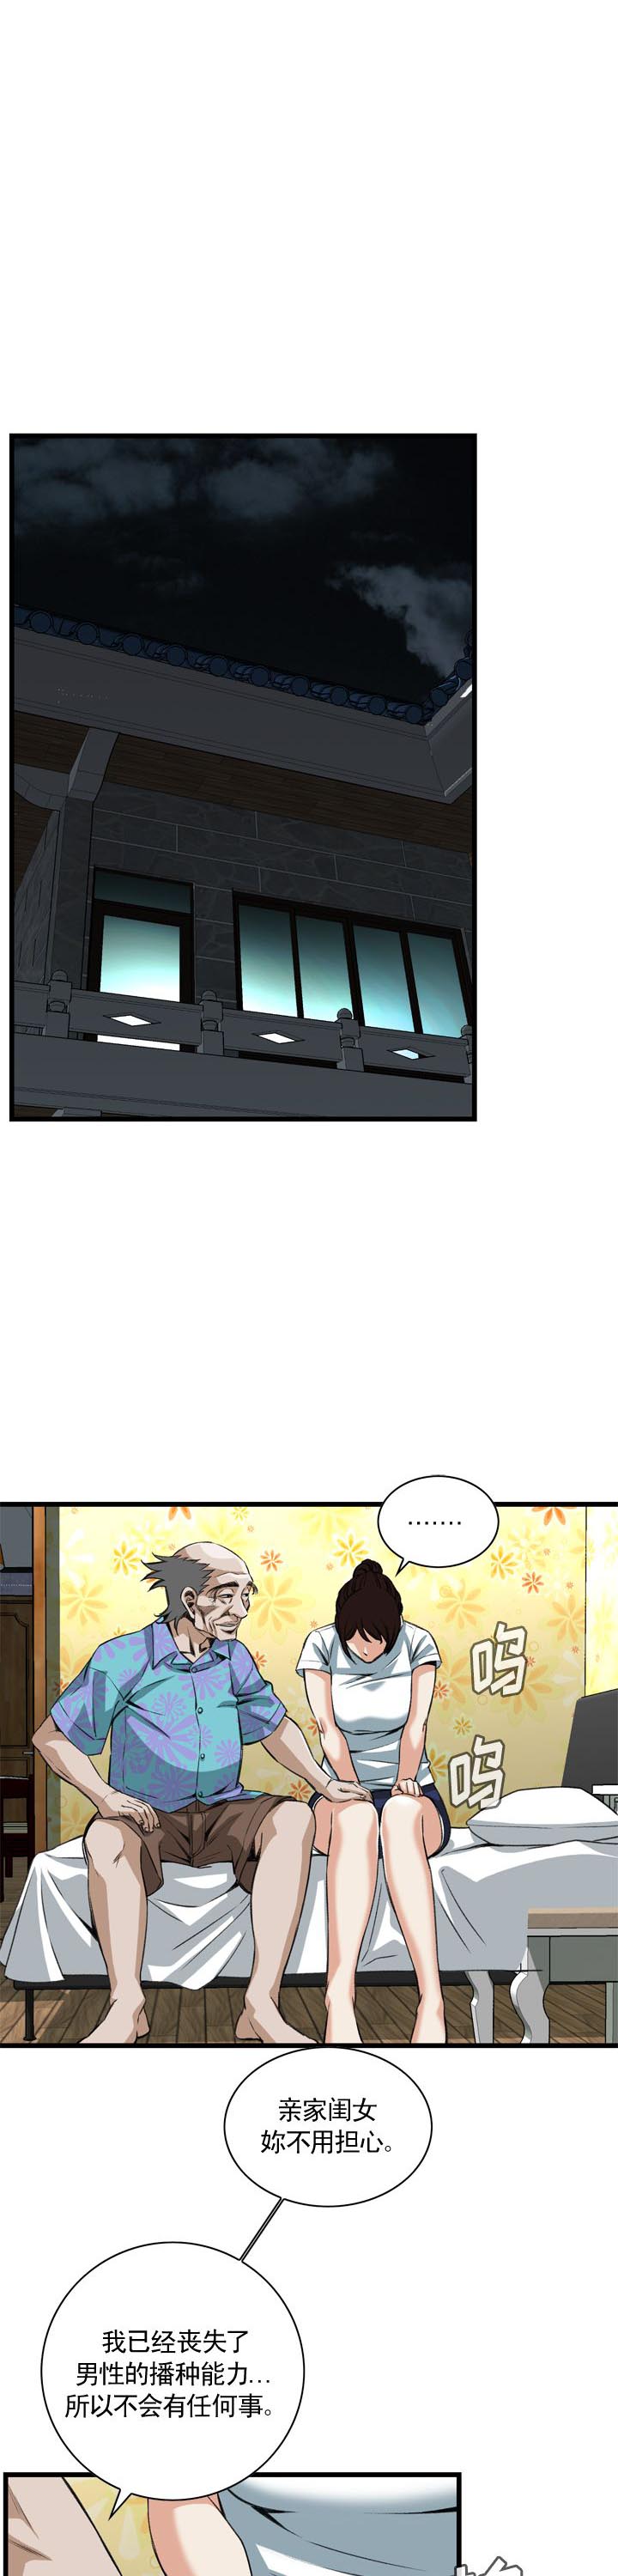 .......
呜
呜
亲家闺女
妳不用担心。
我已经丧失了
男性的播种能力...
所以不会有任何事。